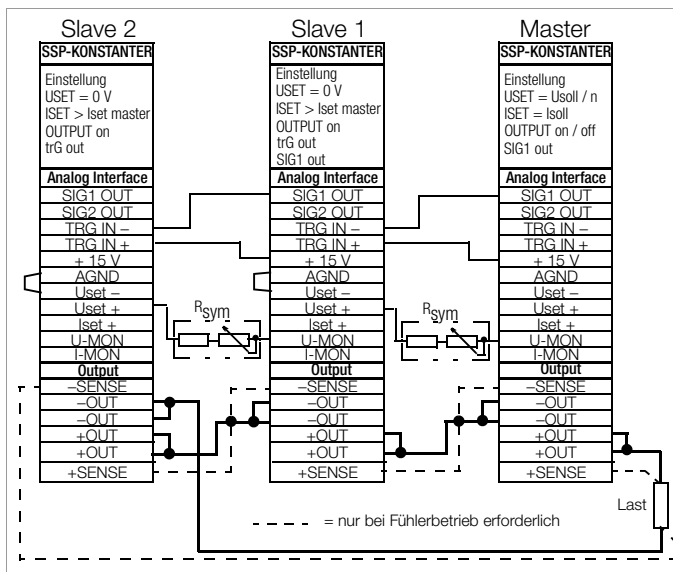 Slave 2
SSP-KONSTANTER
Einstellung
USET = 0 V
ISET > Iset master
OUTPUT on
trG out
Analog Interface
SIG1 OUT
SIG2 OUT
TRG IN –
TRG IN +
+ 15 V
AGND
Uset –
Uset +
Iset +
U-MON
I-MON
Output
–SENSE
–OUT
–OUT
+OUT
+OUT
+SENSE
Rsym
Slave 1
SSP-KONSTANTER
Einstellung
USET = 0 V
ISET > Iset master
OUTPUT on
trG out
SIG1 out
Analog Interface
SIG1 OUT
SIG2 OUT
TRG IN –
TRG IN +
+ 15 V
AGND
Uset –
Uset +
Iset +
U-MON
I-MON
Output
–SENSE
–OUT
–OUT
+OUT
+OUT
+SENSE
Rsym
Master
SSP-KONSTANTER
Einstellung
USET = Usoll / n
ISET = Isoll
OUTPUT on / off
SIG1 out
Analog Interface
SIG1 OUT
SIG2 OUT
TRG IN –
TRG IN +
+ 15 V
AGND
Uset –
Uset +
Iset +
U-MON
I-MON
Output
–SENSE
–OUT
–OUT
+OUT
+OUT
+SENSE
Last
= nur bei Fühlerbetrieb erforderlich